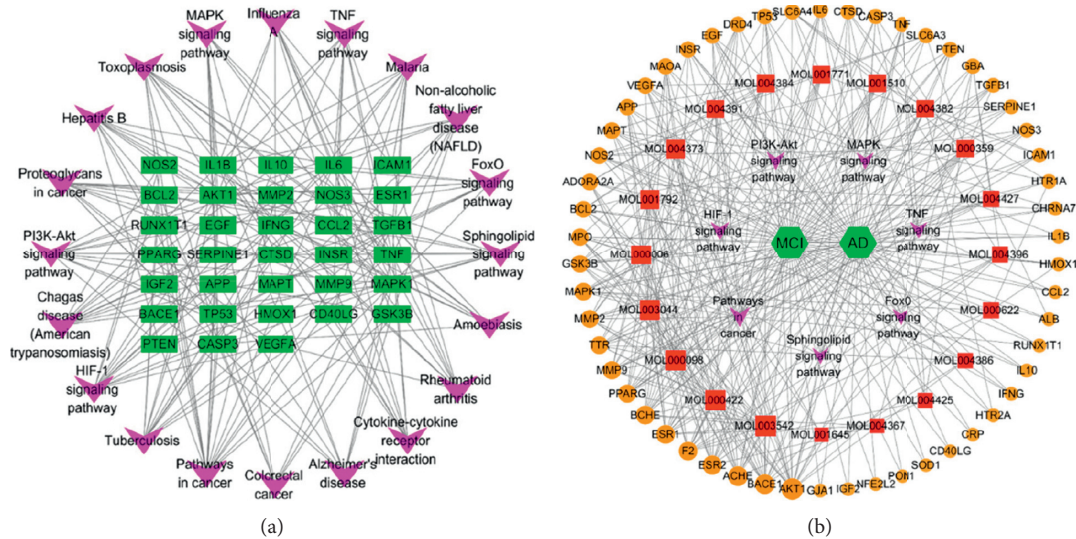 MAPK
signaling
pathway
Influenza
A
TNF
signaling
pathway
Toxoplasmosis
Malaria
Non-alcoholic
fatty liver
disease
(NAFLD)
Hepatitis B
FoxO
signaling
pathway
Proteoglycans
in cancer
PI3K-Akt
signaling
pathway
Sphingolipid
signaling
pathway
Chagas
disease
(American
trypanosomiasis)
Amoebiasis
HIF-1
signaling
pathway
Rheumatoid
arthritis
Tuberculosis
Cytokine-cytokine
receptor
interaction
Pathways
in cancer
Colcrectal
cancer
Alzheimer's
disease
NOS2 IL1B IL10 IL6 ICAM1
BCL2 AKT1 MMP2 NOS3 ESR1
RUNX1T1 EGF IFNG CCL2 TGFB1
PPARG SERPINE1 CTSD INSR TNF
IGF2 APP MAPT MMP9 MAPK1
BACE1 TP53 HMOX1 CD40LG GSK3B
PTEN CASP3 VEGFA
(a)
SLC6A4
IL6
CTSD
CASP3
TNF
SLC6A3
PTEN
GBA
TGFB1
SERPINE1
NOS3
ICAM1
HTR1A
CHRNA7
IL1B
HMOX1
CCL2
ALB
RUNX1T1
IL10
IFNG
HTR2A
CRP
CD40LG
SOD1
PON1
NFE2L2
IGF2
GJA1
AKT1
BACE1
ACHE
ESR2
F2
ESR1
BCHE
PPARG
MMP9
TTR
MMP2
MAPK1
GSK3B
MPO
BCL2
ADORA2A
NOS2
MAPT
APP
VEGFA
MAOA
INSR
EGF
DRD4
TP53
MOL001771
MOL001510
MOL004382
MOL000359
MOL004427
MOL004396
MOL000622
MOL004386
MOL004425
MOL004367
MOL001645
MOL003542
MOL000422
MOL000098
MOL003044
MOL000006
MOL001792
MOL004373
MOL004391
MOL004384
PI3K-Akt
signaling
pathway
MAPK
signaling
pathway
HIF-1
signaling
pathway
TNF
signaling
pathway
MCI
AD
Pathways
in
cancer
Fox0
signaling
pathway
Sphingolipid
signaling
pathway
(b)